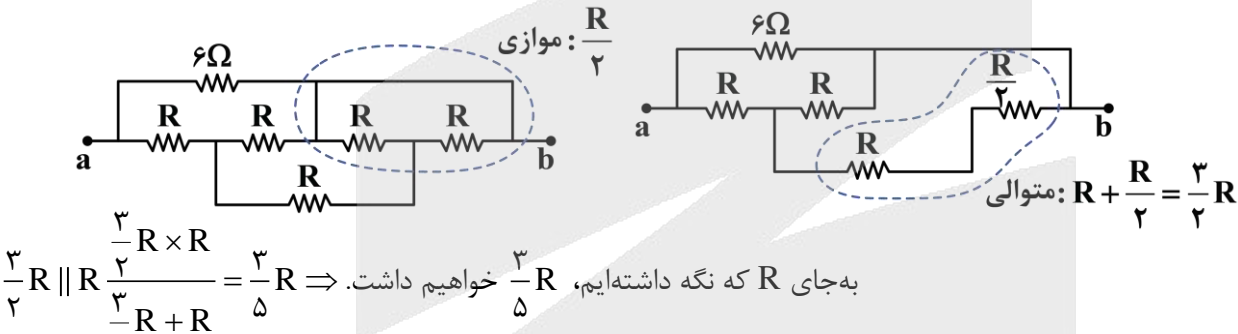 ۶Ω
موازی: R/۲
R R R R
a b
R
۶Ω
R R R/۲
a b
R
متوالی: R + R/۲ = ۳/۲ R
۳/۲ R || R (۳/۲ R × R)/(۳/۲ R + R) = ۳/۵ R ⇒ به‌جای R که نگه داشته‌ایم، ۳/۵ R خواهیم داشت.